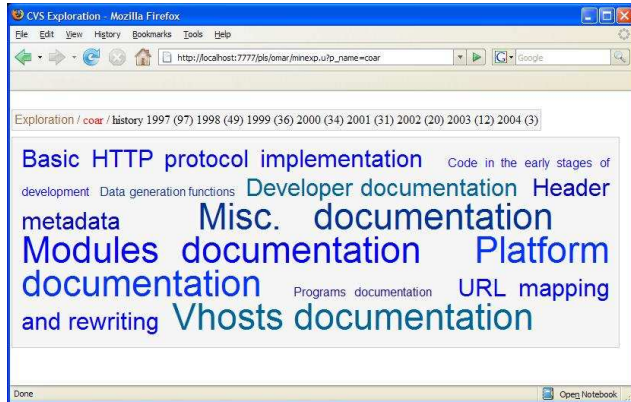 CVS Exploration - Mozilla Firefox
File Edit View History Bookmarks Tools Help
http://localhost:7777/pls/omar/minexp.u?p_name=coar
Google
Exploration / coar / history 1997 (97) 1998 (49) 1999 (36) 2000 (34) 2001 (31) 2002 (20) 2003 (12) 2004 (3)
Basic HTTP protocol implementation Code in the early stages of
development Data generation functions Developer documentation Header
metadata Misc. documentation
Modules documentation Platform
documentation Programs documentation URL mapping
and rewriting Vhosts documentation
Done Open Notebook